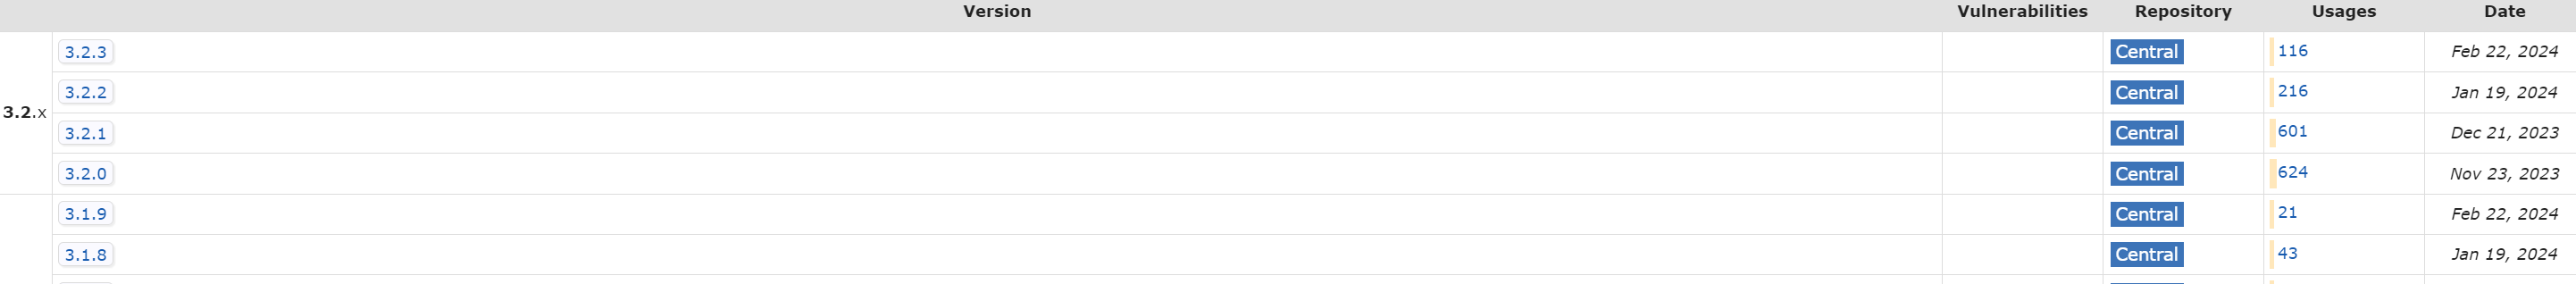 Version Vulnerabilities Repository Usages Date
3.2.3 Central 116 Feb 22, 2024
3.2.2 Central 216 Jan 19, 2024
3.2.x
3.2.1 Central 601 Dec 21, 2023
3.2.0 Central 624 Nov 23, 2023
3.1.9 Central 21 Feb 22, 2024
3.1.8 Central 43 Jan 19, 2024